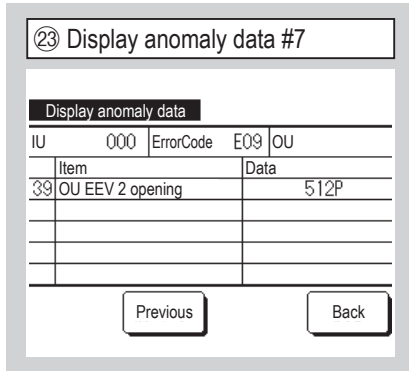 ㉓ Display anomaly data #7
Display anomaly data
IU 000 ErrorCode E09 OU
Item Data
39 OU EEV 2 opening 512P
Previous Back